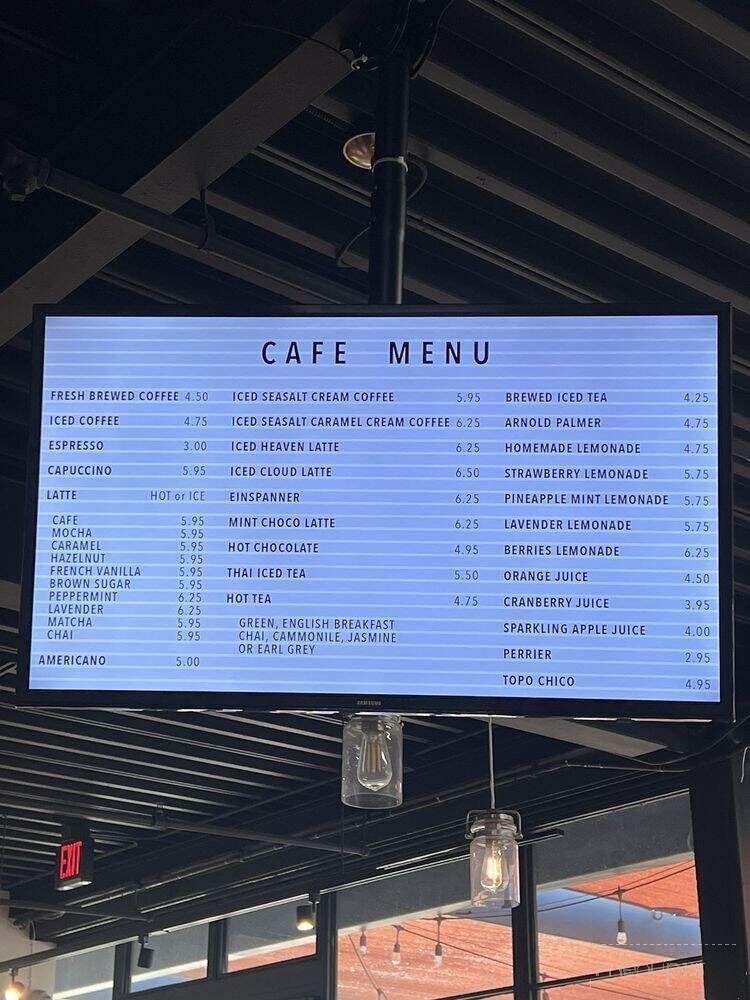 CAFE MENU
FRESH BREWED COFFEE 4.50
ICED COFFEE 4.75
ESPRESSO 3.00
CAPUCCINO 5.95
LATTE HOT or ICE
CAFE 5.95
MOCHA 5.95
CARAMEL 5.95
HAZELNUT 5.95
FRENCH VANILLA 5.95
BROWN SUGAR 5.95
PEPPERMINT 6.25
LAVENDER 6.25
MATCHA 5.95
CHAI 5.95
AMERICANO 5.00
ICED SEASALT CREAM COFFEE 5.95
ICED SEASALT CARAMEL CREAM COFFEE 6.25
ICED HEAVEN LATTE 6.25
ICED CLOUD LATTE 6.50
EINSPANNER 6.25
MINT CHOCO LATTE 6.25
HOT CHOCOLATE 4.95
THAI ICED TEA 5.50
HOT TEA 4.75
GREEN, ENGLISH BREAKFAST
CHAI, CAMMONILE, JASMINE
OR EARL GREY
BREWED ICED TEA 4.25
ARNOLD PALMER 4.75
HOMEMADE LEMONADE 4.75
STRAWBERRY LEMONADE 5.75
PINEAPPLE MINT LEMONADE 5.75
LAVENDER LEMONADE 5.75
BERRIES LEMONADE 6.25
ORANGE JUICE 4.50
CRANBERRY JUICE 3.95
SPARKLING APPLE JUICE 4.00
PERRIER 2.95
TOPO CHICO 4.95
SAMSUNG
EXIT